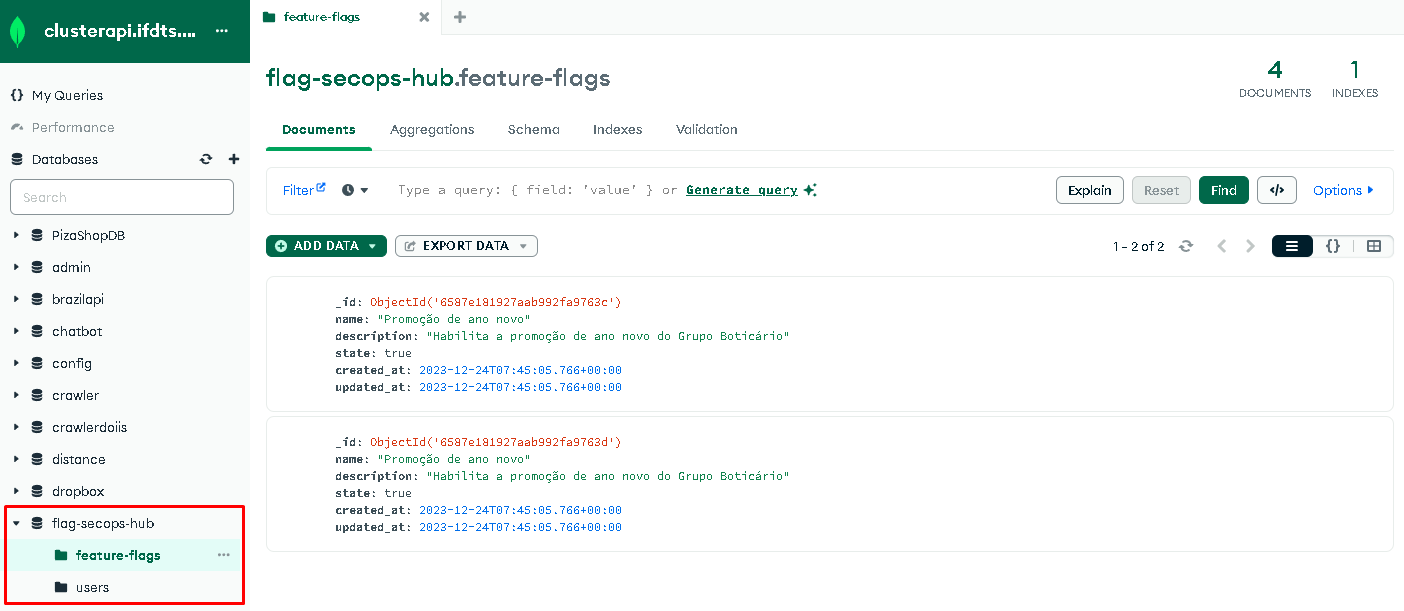 clusterapi.ifdts.... ...
feature-flags
My Queries
Performance
Databases
Search
PizaShopDB
admin
brazilapi
chatbot
config
crawler
crawlerdoiis
distance
dropbox
flag-secops-hub
feature-flags ...
users
flag-secops-hub.feature-flags
4
DOCUMENTS
1
INDEXES
Documents Aggregations Schema Indexes Validation
Filter Type a query: { field: 'value' } or Generate query Explain Reset Find </> Options
ADD DATA EXPORT DATA 1 – 2 of 2 {}
_id: ObjectId('6587e181927aab992fa9763c')
name: "Promoção de ano novo"
description: "Habilita a promoção de ano novo do Grupo Boticário"
state: true
created_at: 2023-12-24T07:45:05.766+00:00
updated_at: 2023-12-24T07:45:05.766+00:00
_id: ObjectId('6587e181927aab992fa9763d')
name: "Promoção de ano novo"
description: "Habilita a promoção de ano novo do Grupo Boticário"
state: true
created_at: 2023-12-24T07:45:05.766+00:00
updated_at: 2023-12-24T07:45:05.766+00:00